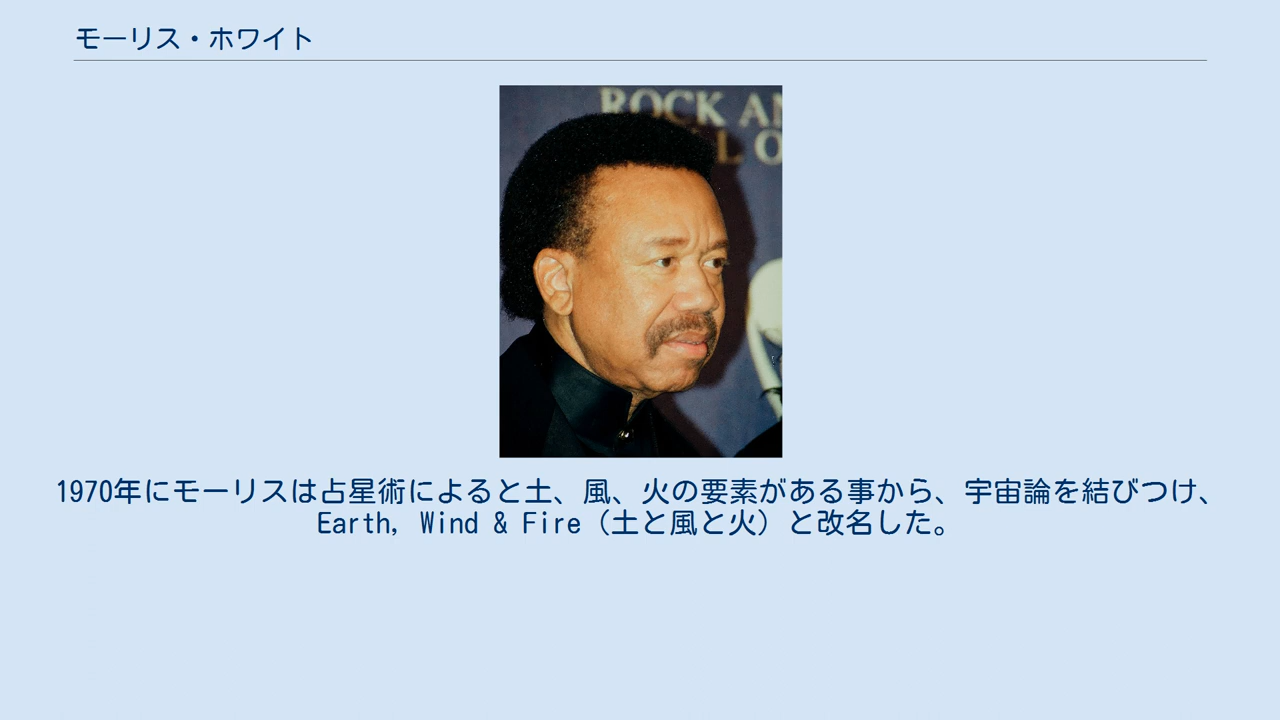 モーリス・ホワイト
ROCK AN
L O
1970年にモーリスは占星術によると土、風、火の要素がある事から、宇宙論を結びつけ、
Earth, Wind & Fire（土と風と火）と改名した。